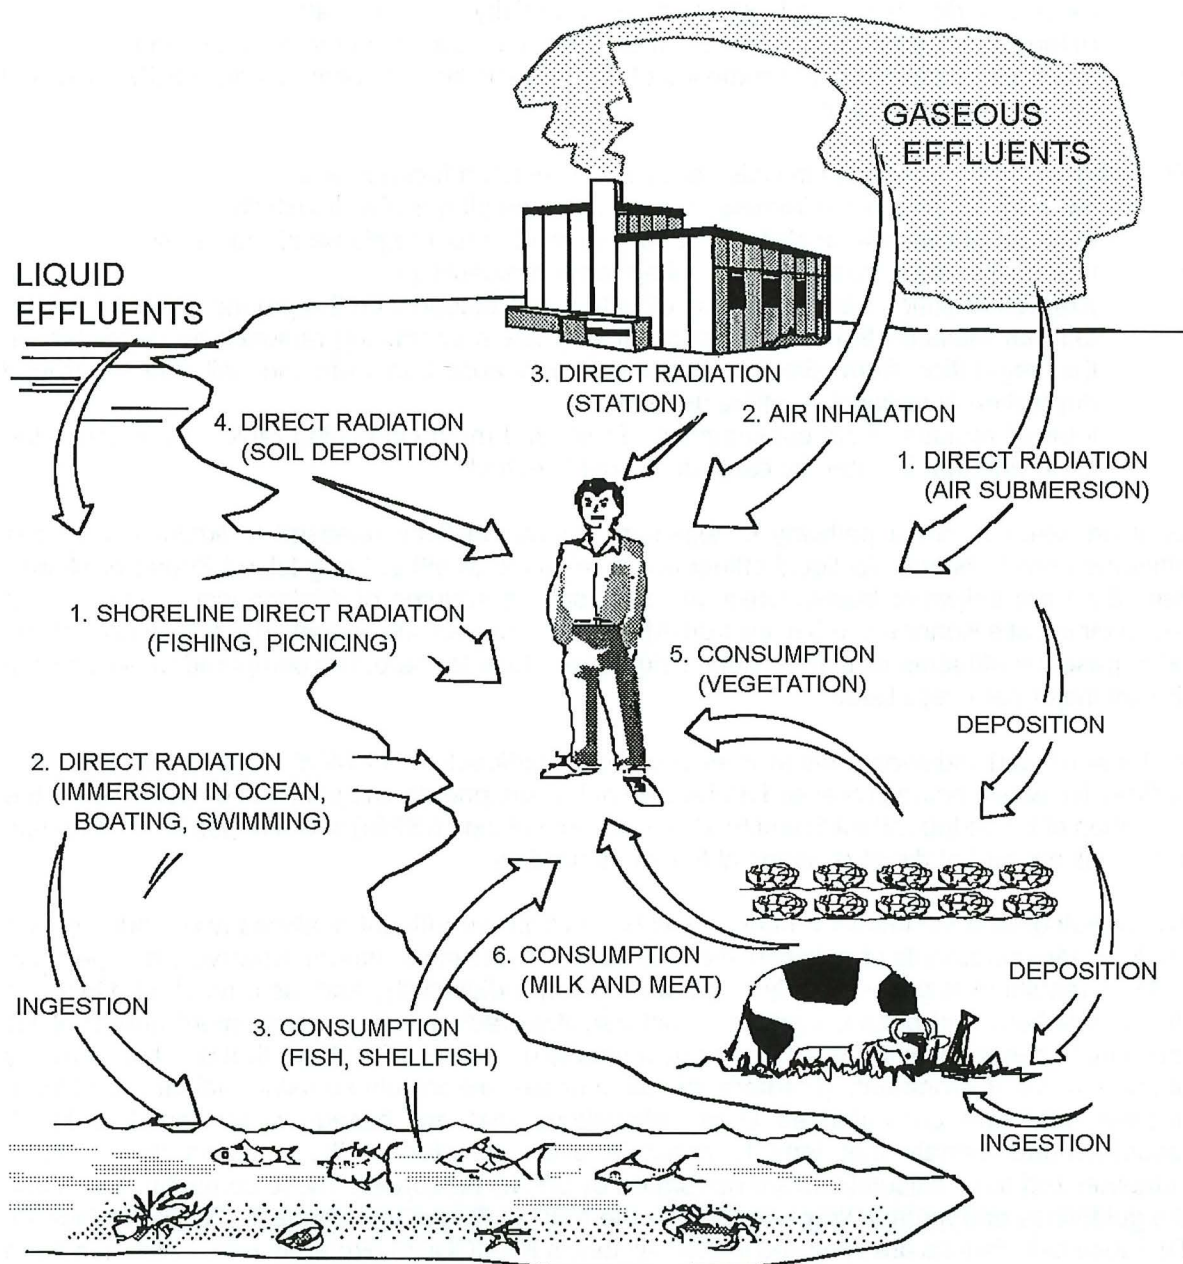 GASEOUS
EFFLUENTS
LIQUID
EFFLUENTS
3. DIRECT RADIATION
(STATION)
2. AIR INHALATION
4. DIRECT RADIATION
(SOIL DEPOSITION)
1. DIRECT RADIATION
(AIR SUBMERSION)
1. SHORELINE DIRECT RADIATION
(FISHING, PICNICING)
5. CONSUMPTION
(VEGETATION)
DEPOSITION
2. DIRECT RADIATION
(IMMERSION IN OCEAN,
BOATING, SWIMMING)
6. CONSUMPTION
(MILK AND MEAT)
DEPOSITION
INGESTION
3. CONSUMPTION
(FISH, SHELLFISH)
INGESTION